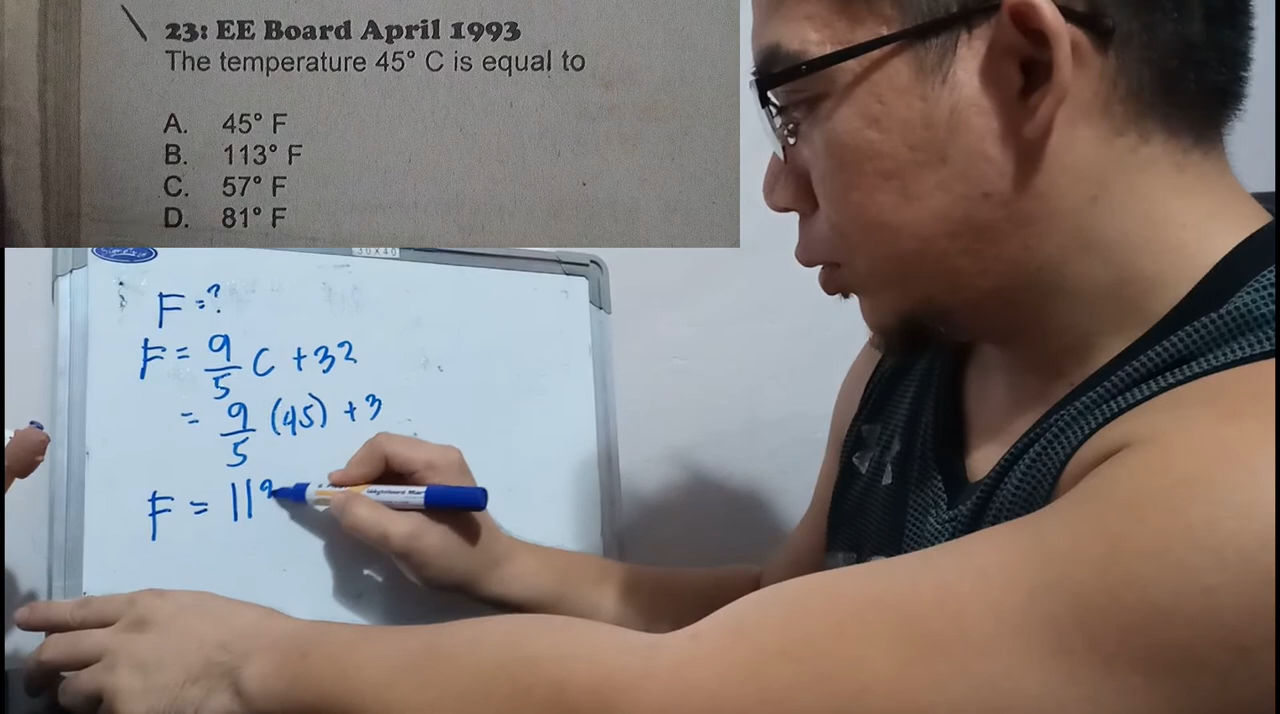 23: EE Board April 1993
The temperature 45° C is equal to
A. 45° F
B. 113° F
C. 57° F
D. 81° F
30X40
F = ?
F = 9/5 C + 32
= 9/5 (45) + 3
F = 11